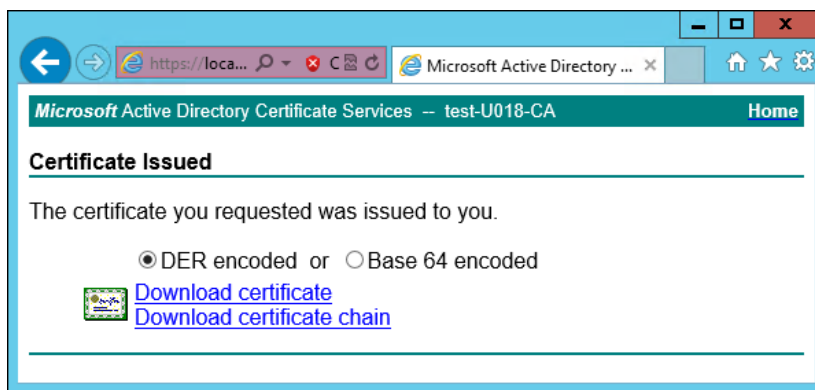 https://loca... C
Microsoft Active Directory ... ×
Microsoft Active Directory Certificate Services -- test-U018-CA Home
Certificate Issued
The certificate you requested was issued to you.
DER encoded or Base 64 encoded
Download certificate
Download certificate chain